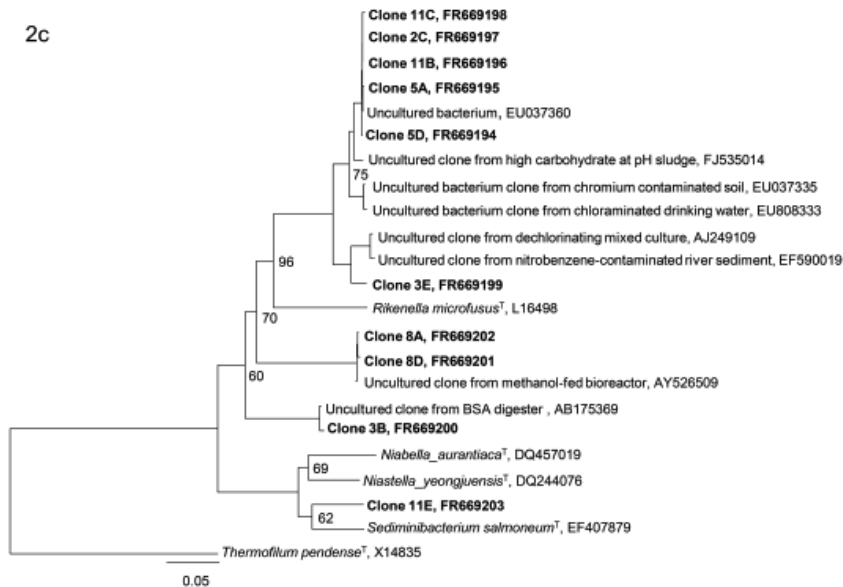 2c
Clone 11C, FR669198
Clone 2C, FR669197
Clone 11B, FR669196
Clone 5A, FR669195
Uncultured bacterium, EU037360
Clone 5D, FR669194
Uncultured clone from high carbohydrate at pH sludge, FJ535014
75
Uncultured bacterium clone from chromium contaminated soil, EU037335
Uncultured bacterium clone from chloraminated drinking water, EU808333
Uncultured clone from dechlorinating mixed culture, AJ249109
Uncultured clone from nitrobenzene-contaminated river sediment, EF590019
96
Clone 3E, FR669199
Rikenella microfususᵀ, L16498
70
Clone 8A, FR669202
Clone 8D, FR669201
60
Uncultured clone from methanol-fed bioreactor, AY526509
Uncultured clone from BSA digester , AB175369
Clone 3B, FR669200
Niabella_aurantiacaᵀ, DQ457019
69
Niastella_yeongjuensisᵀ, DQ244076
Clone 11E, FR669203
62
Sediminibacterium salmoneumᵀ, EF407879
Thermofilum pendenseᵀ, X14835
0.05